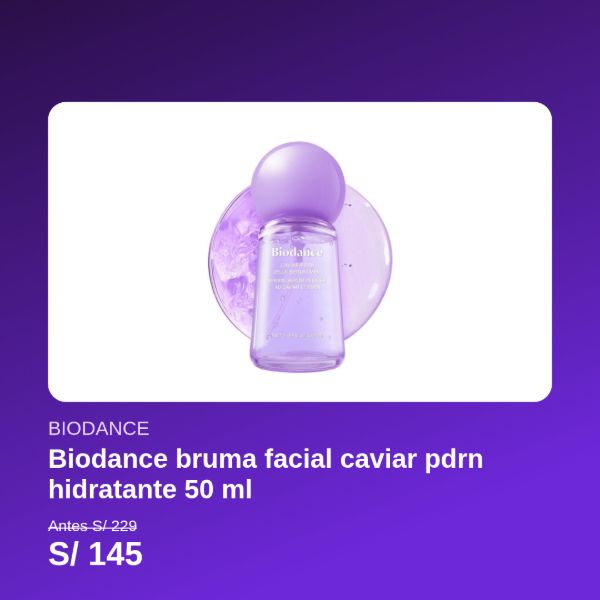 Biodance
BIODANCE
Biodance bruma facial caviar pdrn
hidratante 50 ml
Antes S/ 229
S/ 145